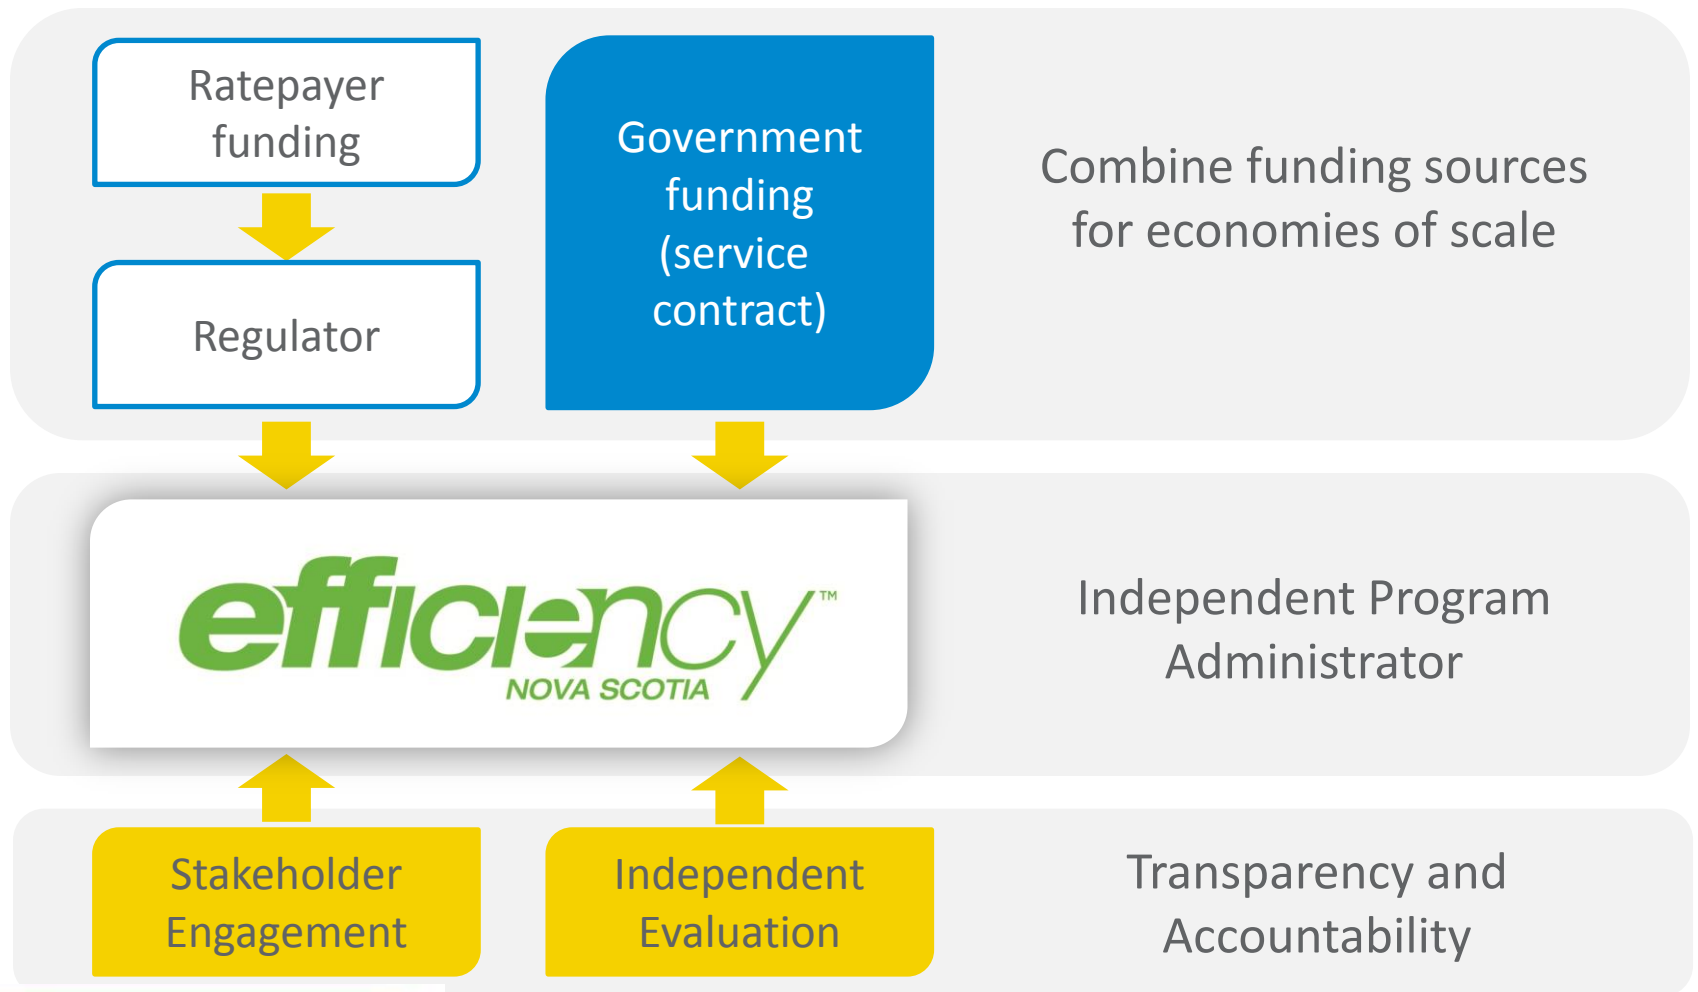 Ratepayer
funding
Regulator
Government
funding
(service
contract)
Combine funding sources
for economies of scale
efficiency™
NOVA SCOTIA
Independent Program
Administrator
Stakeholder
Engagement
Independent
Evaluation
Transparency and
Accountability